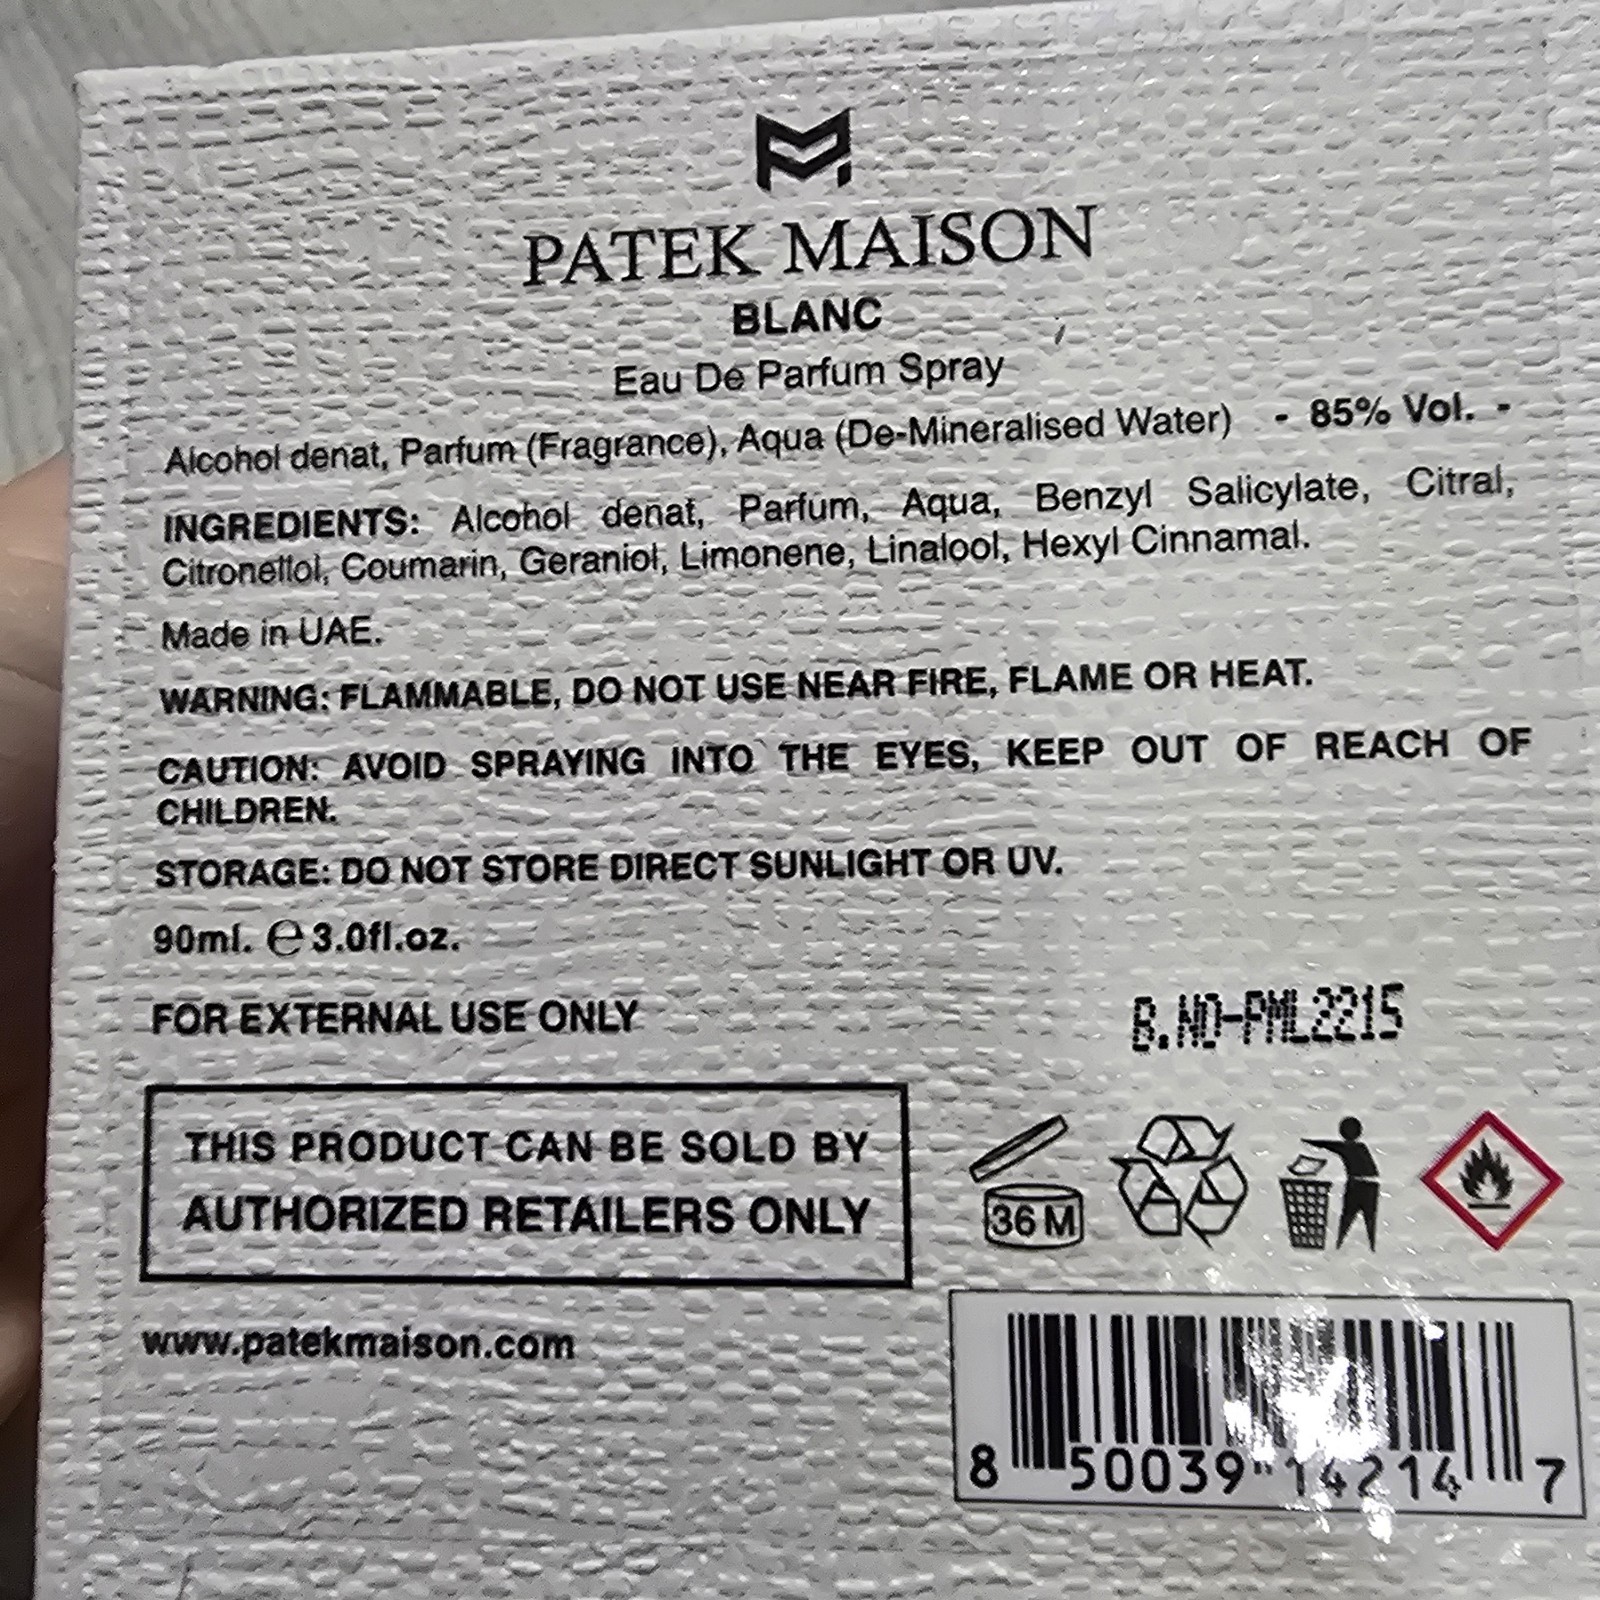 PATEK MAISON
BLANC
Eau De Parfum Spray
Alcohol denat, Parfum (Fragrance), Aqua (De-Mineralised Water) - 85% Vol. -
INGREDIENTS: Alcohol denat, Parfum, Aqua, Benzyl Salicylate, Citral,
Citronellol, Coumarin, Geraniol, Limonene, Linalool, Hexyl Cinnamal.
Made in UAE.
WARNING: FLAMMABLE, DO NOT USE NEAR FIRE, FLAME OR HEAT.
CAUTION: AVOID SPRAYING INTO THE EYES, KEEP OUT OF REACH OF
CHILDREN.
STORAGE: DO NOT STORE DIRECT SUNLIGHT OR UV.
90ml. ℮ 3.0fl.oz.
FOR EXTERNAL USE ONLY
B.NO-PML2215
THIS PRODUCT CAN BE SOLD BY
AUTHORIZED RETAILERS ONLY
36 M
www.patekmaison.com
8 50039 14214 7